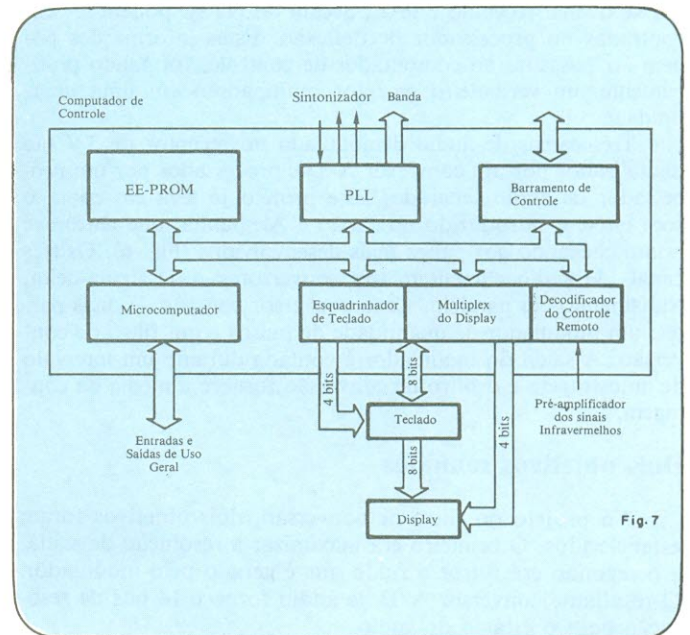 Computador de
Controle
Sintonizador
Banda
EE-PROM
PLL
Barramento de
Controle
Microcomputador
Esquadrinhador
de Teclado
Multiplex
do Display
Decodificador
do Controle
Remoto
4 bits
8 bits
4 bits
Pré-amplificador
dos sinais
Infravermelhos
Teclado
Entradas e
Saídas de Uso
Geral
8 bits
Display
Fig. 7